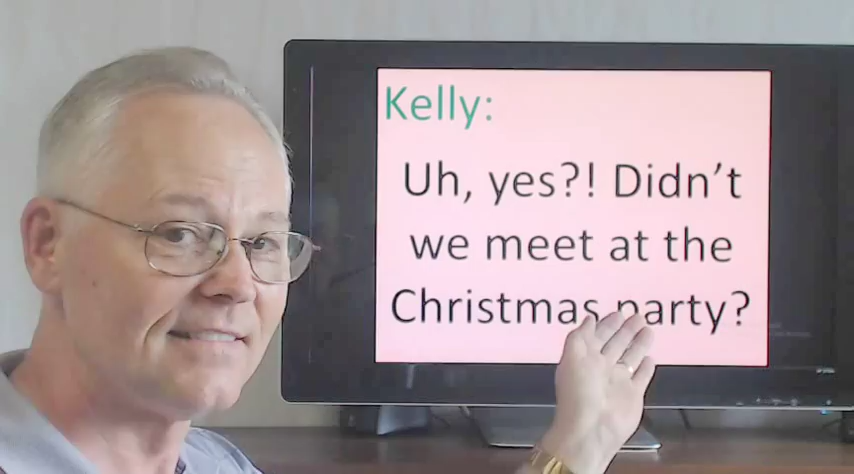 Kelly:
Uh, yes?! Didn't
we meet at the
Christmas party?